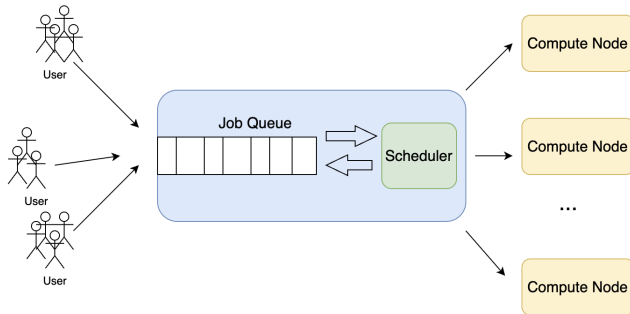 User
Job Queue
Scheduler
User
User
Compute Node
Compute Node
...
Compute Node